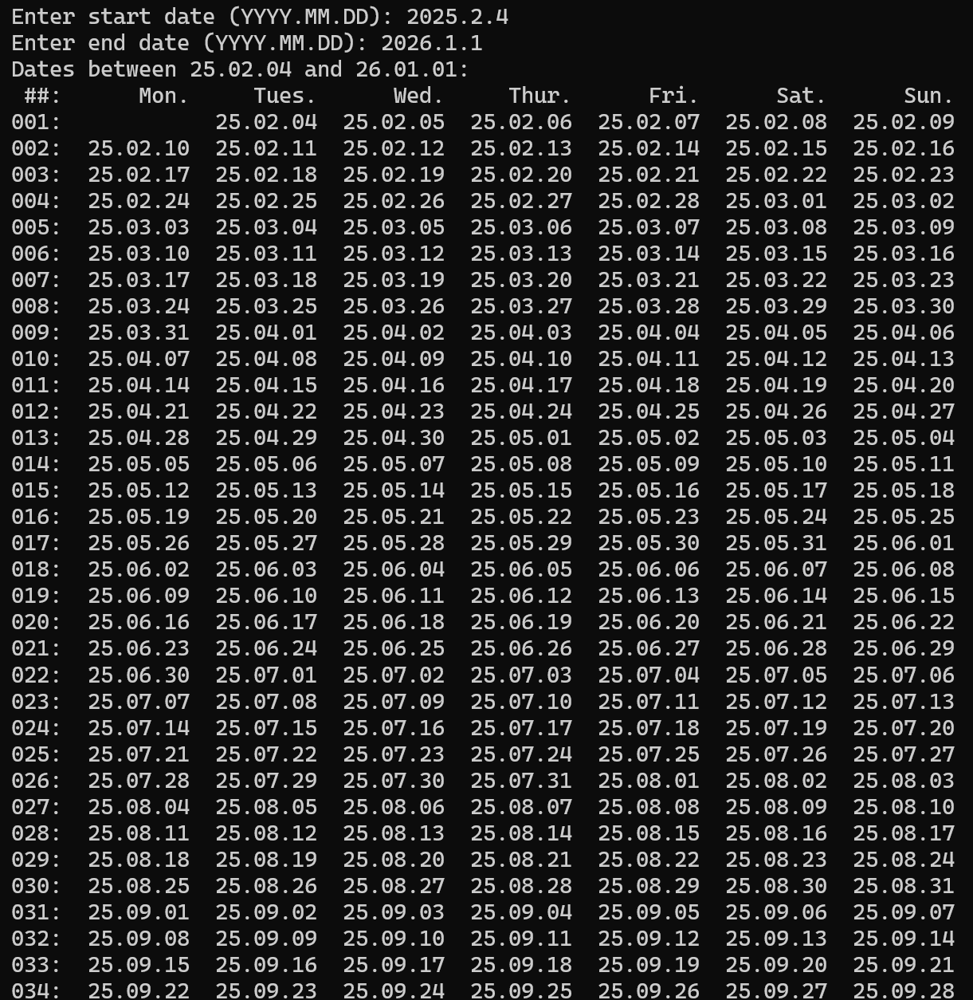 Enter start date (YYYY.MM.DD): 2025.2.4
Enter end date (YYYY.MM.DD): 2026.1.1
Dates between 25.02.04 and 26.01.01:
 ##:      Mon.     Tues.      Wed.     Thur.      Fri.      Sat.      Sun.
001:            25.02.04  25.02.05  25.02.06  25.02.07  25.02.08  25.02.09
002:  25.02.10  25.02.11  25.02.12  25.02.13  25.02.14  25.02.15  25.02.16
003:  25.02.17  25.02.18  25.02.19  25.02.20  25.02.21  25.02.22  25.02.23
004:  25.02.24  25.02.25  25.02.26  25.02.27  25.02.28  25.03.01  25.03.02
005:  25.03.03  25.03.04  25.03.05  25.03.06  25.03.07  25.03.08  25.03.09
006:  25.03.10  25.03.11  25.03.12  25.03.13  25.03.14  25.03.15  25.03.16
007:  25.03.17  25.03.18  25.03.19  25.03.20  25.03.21  25.03.22  25.03.23
008:  25.03.24  25.03.25  25.03.26  25.03.27  25.03.28  25.03.29  25.03.30
009:  25.03.31  25.04.01  25.04.02  25.04.03  25.04.04  25.04.05  25.04.06
010:  25.04.07  25.04.08  25.04.09  25.04.10  25.04.11  25.04.12  25.04.13
011:  25.04.14  25.04.15  25.04.16  25.04.17  25.04.18  25.04.19  25.04.20
012:  25.04.21  25.04.22  25.04.23  25.04.24  25.04.25  25.04.26  25.04.27
013:  25.04.28  25.04.29  25.04.30  25.05.01  25.05.02  25.05.03  25.05.04
014:  25.05.05  25.05.06  25.05.07  25.05.08  25.05.09  25.05.10  25.05.11
015:  25.05.12  25.05.13  25.05.14  25.05.15  25.05.16  25.05.17  25.05.18
016:  25.05.19  25.05.20  25.05.21  25.05.22  25.05.23  25.05.24  25.05.25
017:  25.05.26  25.05.27  25.05.28  25.05.29  25.05.30  25.05.31  25.06.01
018:  25.06.02  25.06.03  25.06.04  25.06.05  25.06.06  25.06.07  25.06.08
019:  25.06.09  25.06.10  25.06.11  25.06.12  25.06.13  25.06.14  25.06.15
020:  25.06.16  25.06.17  25.06.18  25.06.19  25.06.20  25.06.21  25.06.22
021:  25.06.23  25.06.24  25.06.25  25.06.26  25.06.27  25.06.28  25.06.29
022:  25.06.30  25.07.01  25.07.02  25.07.03  25.07.04  25.07.05  25.07.06
023:  25.07.07  25.07.08  25.07.09  25.07.10  25.07.11  25.07.12  25.07.13
024:  25.07.14  25.07.15  25.07.16  25.07.17  25.07.18  25.07.19  25.07.20
025:  25.07.21  25.07.22  25.07.23  25.07.24  25.07.25  25.07.26  25.07.27
026:  25.07.28  25.07.29  25.07.30  25.07.31  25.08.01  25.08.02  25.08.03
027:  25.08.04  25.08.05  25.08.06  25.08.07  25.08.08  25.08.09  25.08.10
028:  25.08.11  25.08.12  25.08.13  25.08.14  25.08.15  25.08.16  25.08.17
029:  25.08.18  25.08.19  25.08.20  25.08.21  25.08.22  25.08.23  25.08.24
030:  25.08.25  25.08.26  25.08.27  25.08.28  25.08.29  25.08.30  25.08.31
031:  25.09.01  25.09.02  25.09.03  25.09.04  25.09.05  25.09.06  25.09.07
032:  25.09.08  25.09.09  25.09.10  25.09.11  25.09.12  25.09.13  25.09.14
033:  25.09.15  25.09.16  25.09.17  25.09.18  25.09.19  25.09.20  25.09.21
034:  25.09.22  25.09.23  25.09.24  25.09.25  25.09.26  25.09.27  25.09.28